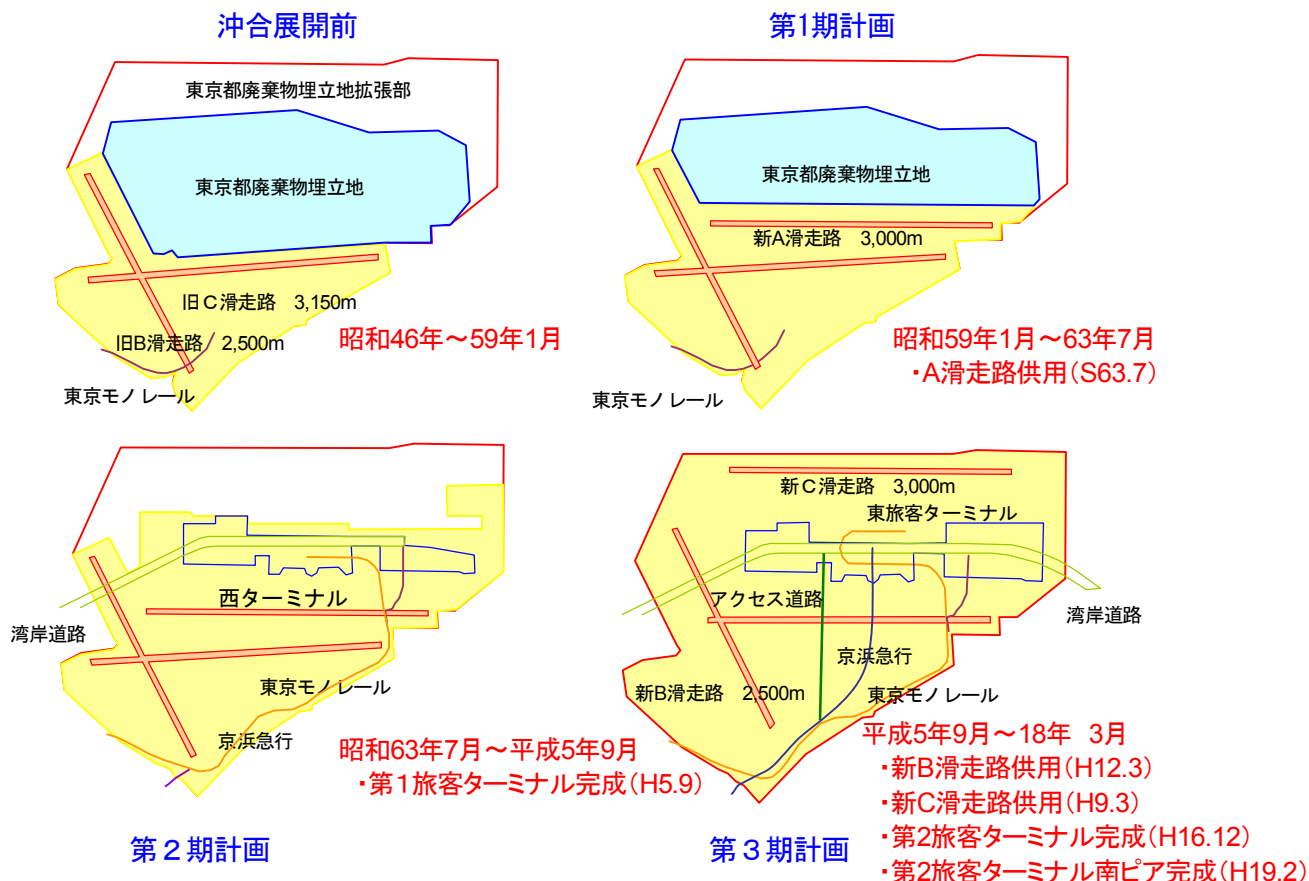 沖合展開前
東京都廃棄物埋立地拡張部
東京都廃棄物埋立地
旧C滑走路 3,150m
旧B滑走路 2,500m
昭和46年～59年1月
東京モノレール
第1期計画
東京都廃棄物埋立地
新A滑走路 3,000m
昭和59年1月～63年7月
・A滑走路供用(S63.7)
東京モノレール
西ターミナル
湾岸道路
東京モノレール
京浜急行
昭和63年7月～平成5年9月
・第1旅客ターミナル完成(H5.9)
第2期計画
新C滑走路 3,000m
東旅客ターミナル
アクセス道路
湾岸道路
京浜急行
新B滑走路 2,500m
東京モノレール
平成5年9月～18年 3月
・新B滑走路供用(H12.3)
・新C滑走路供用(H9.3)
・第2旅客ターミナル完成(H16.12)
・第2旅客ターミナル南ピア完成(H19.2)
第3期計画